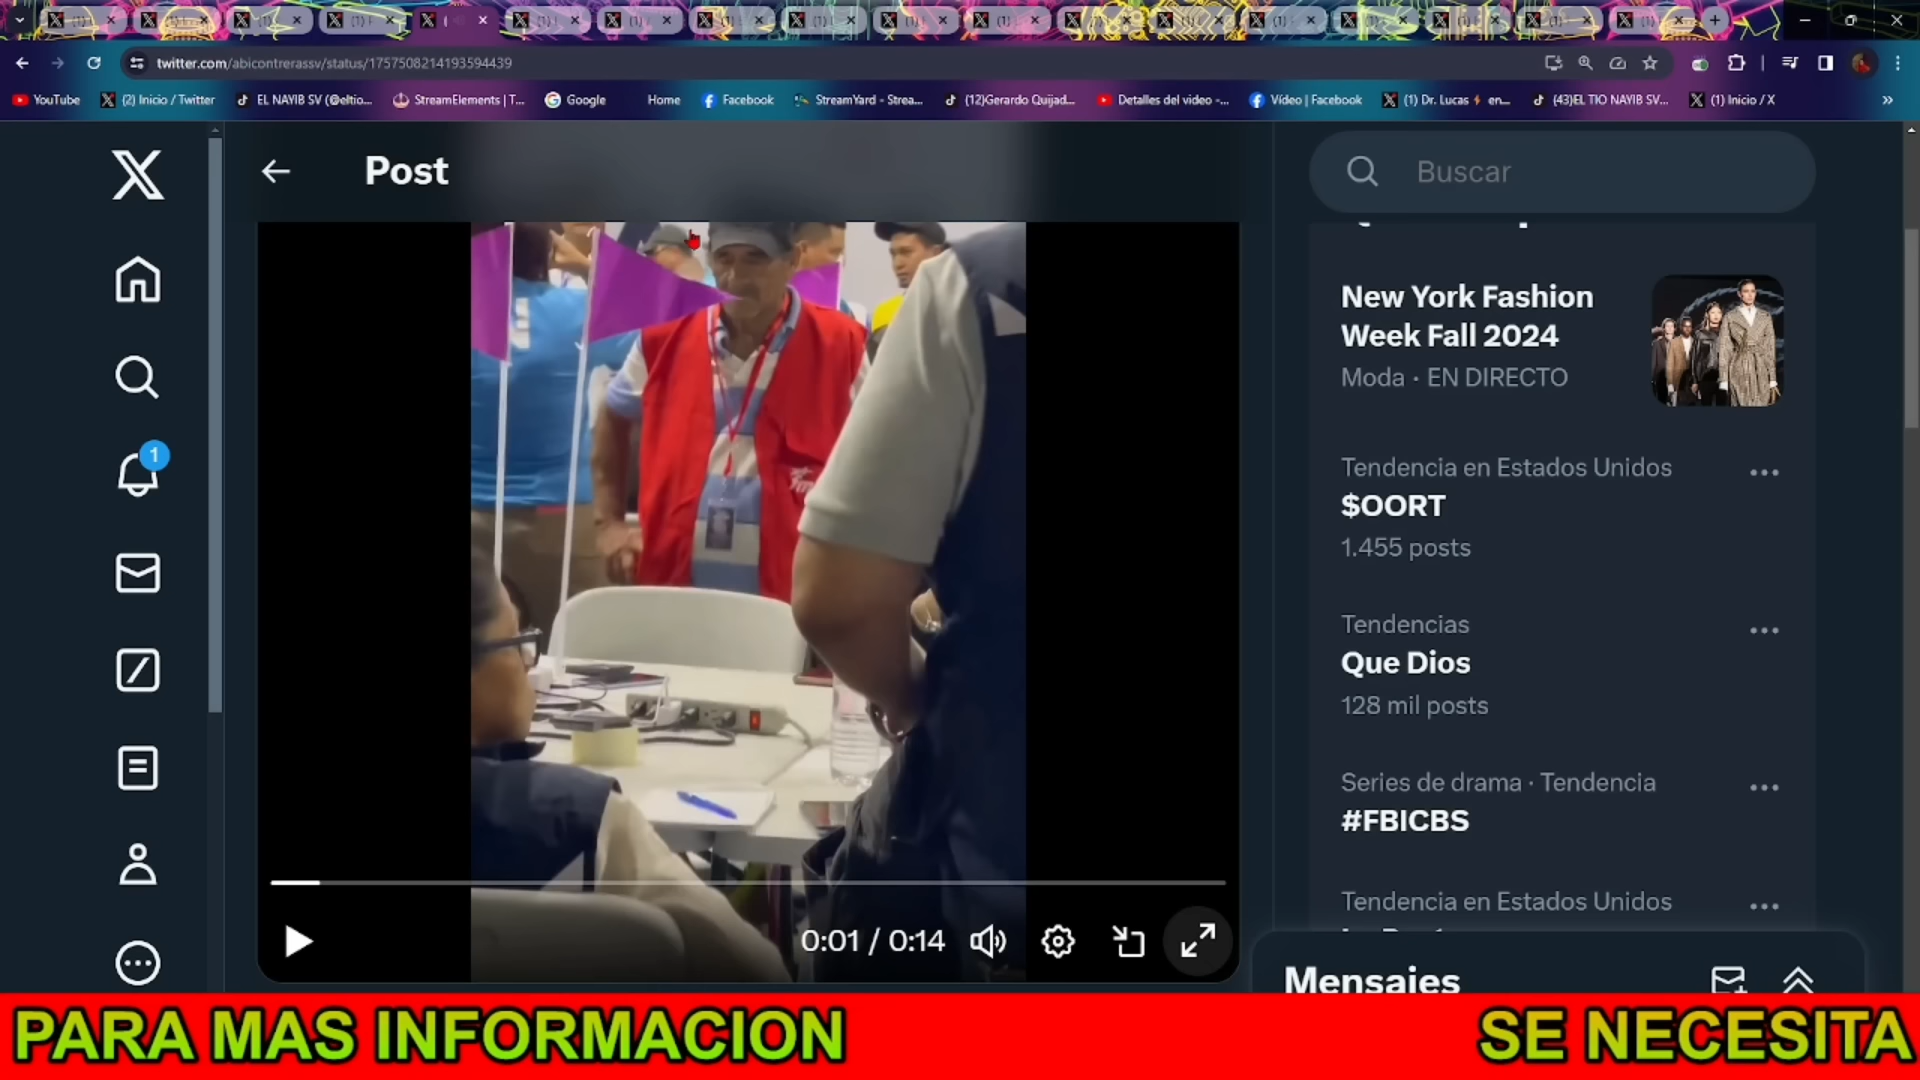 twitter.com/abicontrerassv/status/1757508214193594439
YouTube
(2) Inicio / Twitter
EL NAYIB SV (@eltio...
StreamElements | T...
Google
Home
Facebook
StreamYard - Strea...
(12)Gerardo Quijad...
Detalles del video -...
Vídeo | Facebook
(1) Dr. Lucas⚡ en...
(43)EL TIO NAYIB SV...
(1) Inicio / X
»
Post
Buscar
New York Fashion
Week Fall 2024
Moda · EN DIRECTO
Tendencia en Estados Unidos
$OORT
1.455 posts
1
Tendencias
Que Dios
128 mil posts
Series de drama · Tendencia
#FBICBS
Tendencia en Estados Unidos
0:01 / 0:14
Mensajes
PARA MAS INFORMACION
SE NECESITA